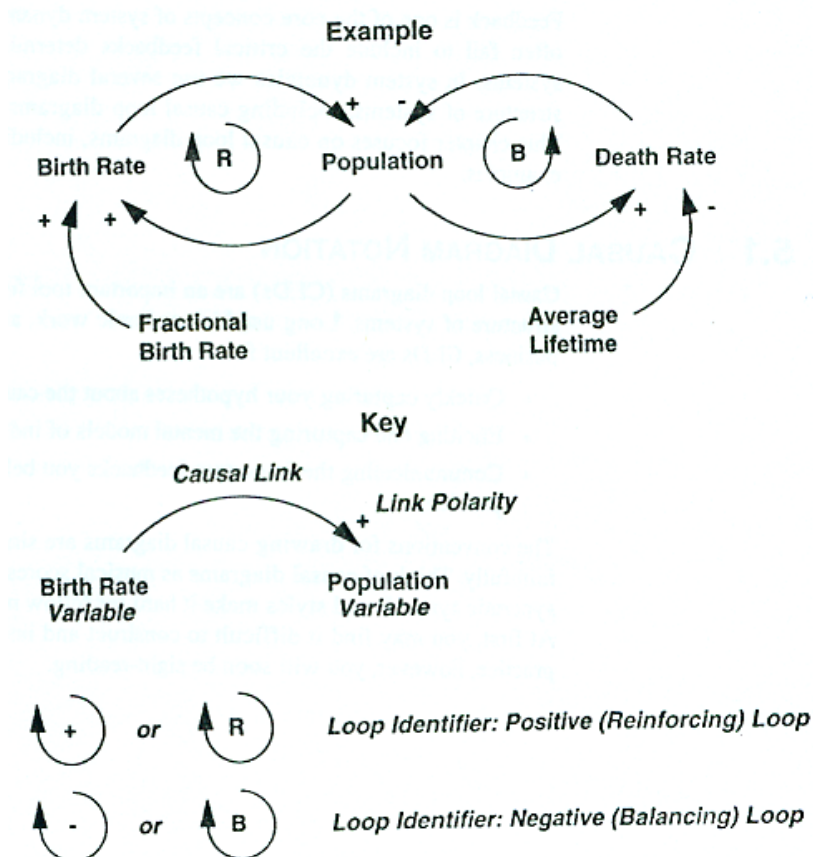 Example
+ -
Birth Rate R Population B Death Rate
+ + + -
Fractional
Birth Rate
Average
Lifetime
Key
Causal Link
+ Link Polarity
Birth Rate
Variable
Population
Variable
+ or R Loop Identifier: Positive (Reinforcing) Loop
- or B Loop Identifier: Negative (Balancing) Loop